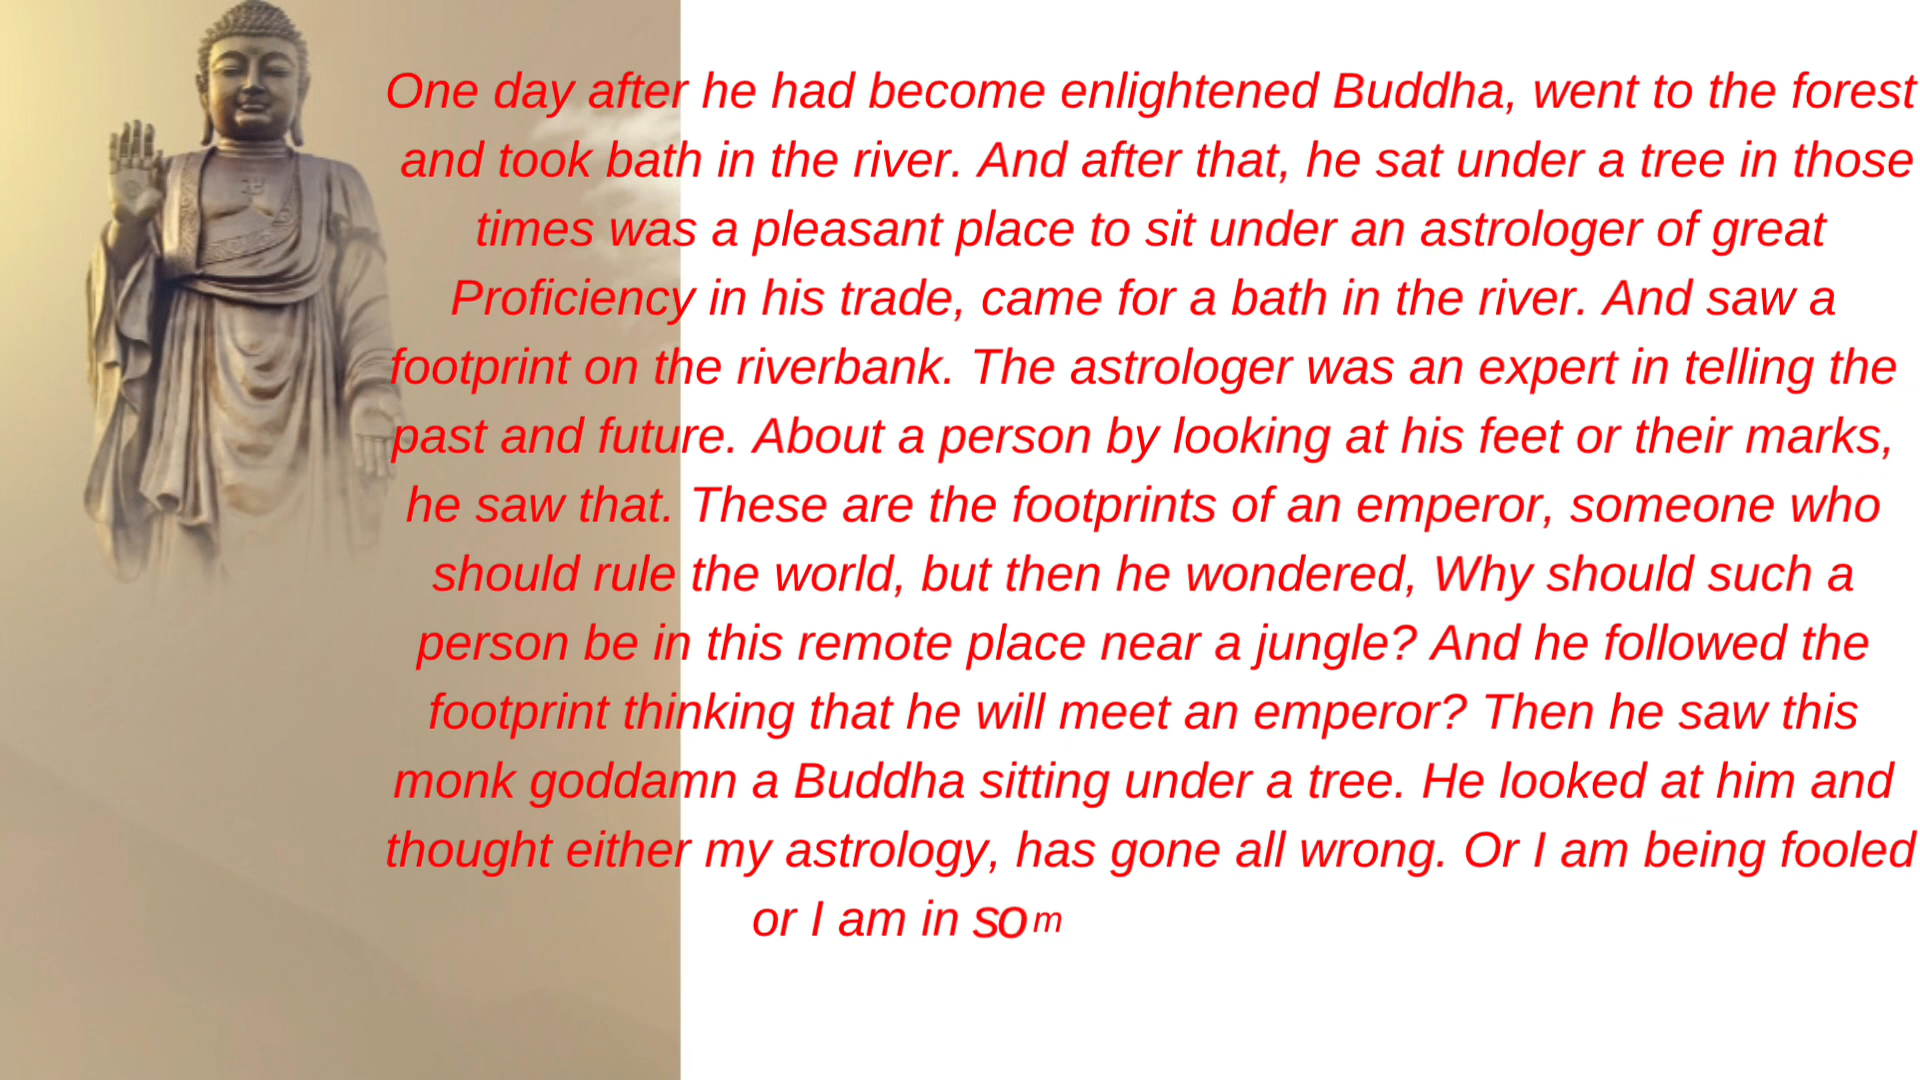 One day after he had become enlightened Buddha, went to the forest
and took bath in the river. And after that, he sat under a tree in those
times was a pleasant place to sit under an astrologer of great
Proficiency in his trade, came for a bath in the river. And saw a
footprint on the riverbank. The astrologer was an expert in telling the
past and future. About a person by looking at his feet or their marks,
he saw that. These are the footprints of an emperor, someone who
should rule the world, but then he wondered, Why should such a
person be in this remote place near a jungle? And he followed the
footprint thinking that he will meet an emperor? Then he saw this
monk goddamn a Buddha sitting under a tree. He looked at him and
thought either my astrology, has gone all wrong. Or I am being fooled
or I am in som